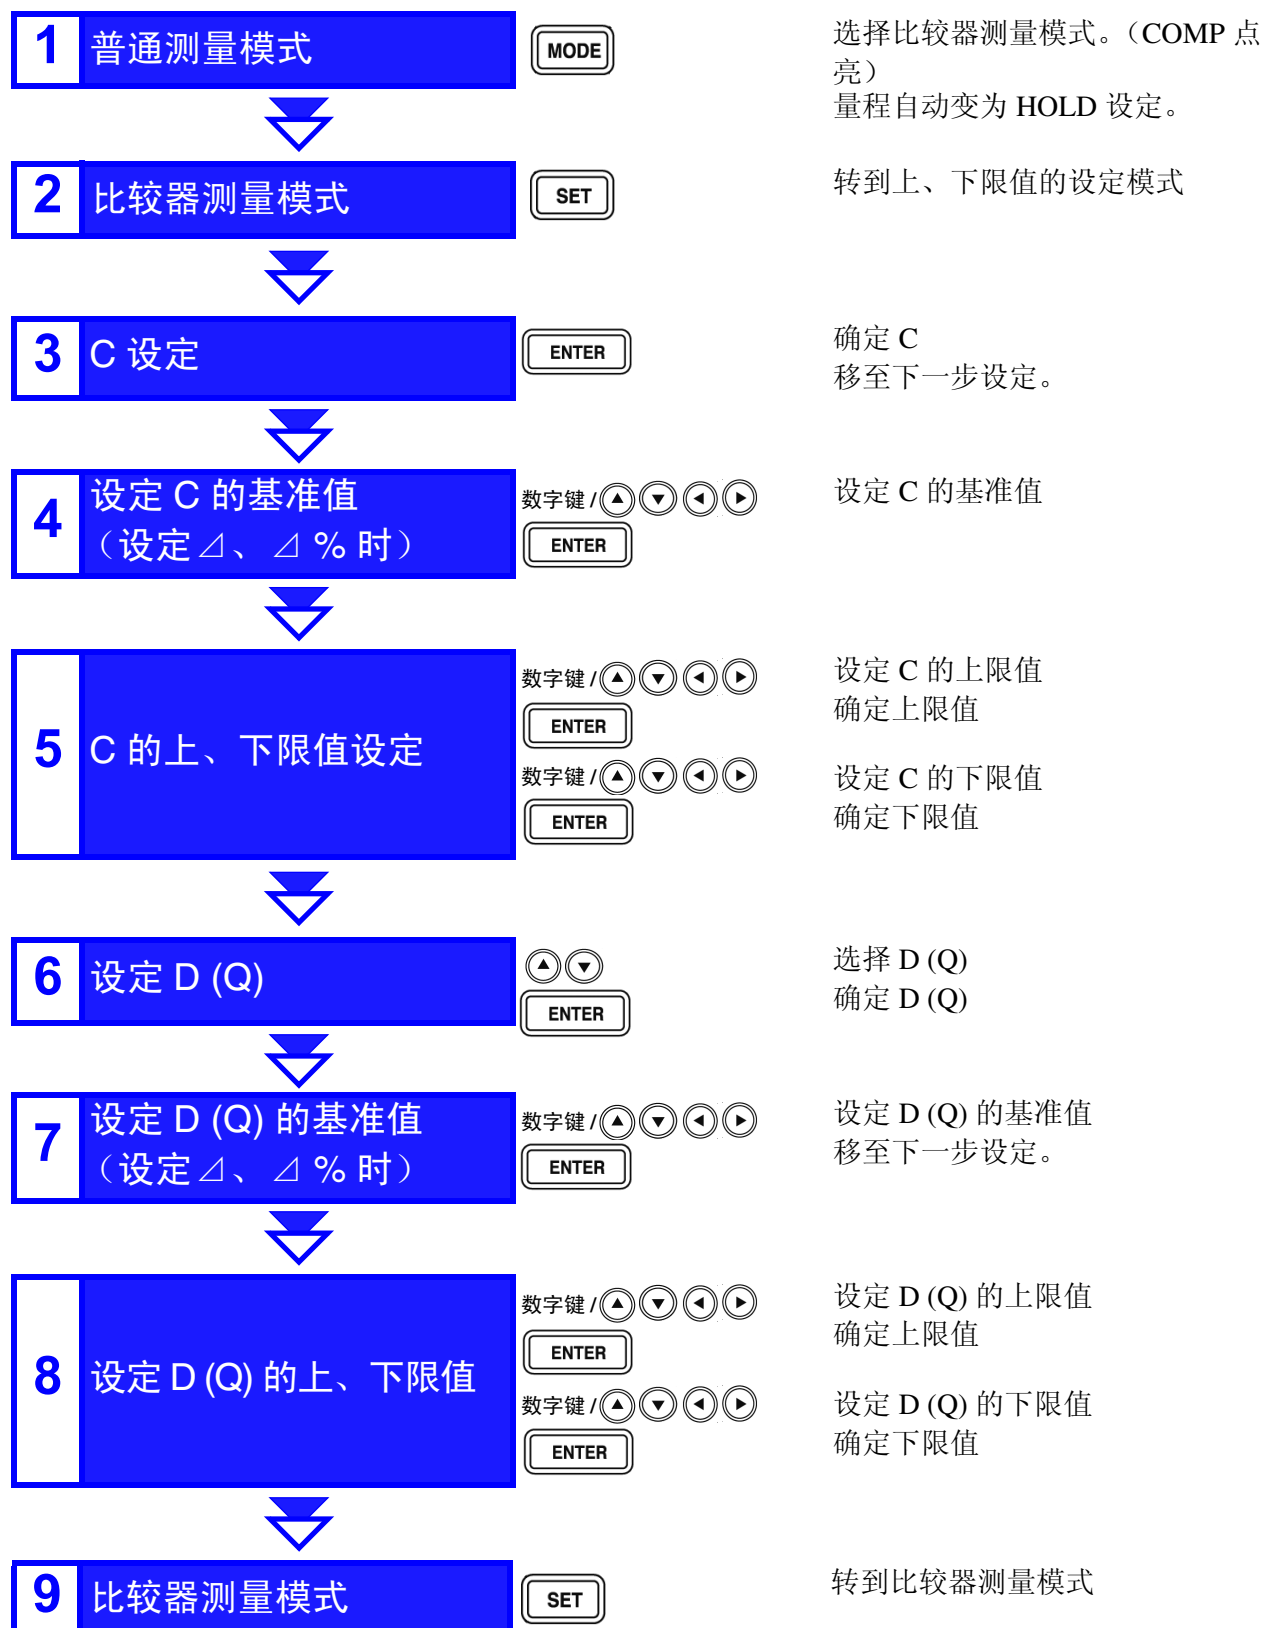 1 普通测量模式 MODE 选择比较器测量模式。（COMP 点
亮）
量程自动变为 HOLD 设定。
2 比较器测量模式 SET 转到上、下限值的设定模式
3 C 设定 ENTER 确定 C
移至下一步设定。
4 设定 C 的基准值
（设定⊿、⊿ % 时）
数字键 / 设定 C 的基准值
ENTER
5 C 的上、下限值设定
数字键 / 设定 C 的上限值
ENTER 确定上限值
数字键 / 设定 C 的下限值
ENTER 确定下限值
6 设定 D (Q) 选择 D (Q)
ENTER 确定 D (Q)
7 设定 D (Q) 的基准值
（设定⊿、⊿ % 时）
数字键 / 设定 D (Q) 的基准值
ENTER 移至下一步设定。
8 设定 D (Q) 的上、下限值
数字键 / 设定 D (Q) 的上限值
ENTER 确定上限值
数字键 / 设定 D (Q) 的下限值
ENTER 确定下限值
9 比较器测量模式 SET 转到比较器测量模式